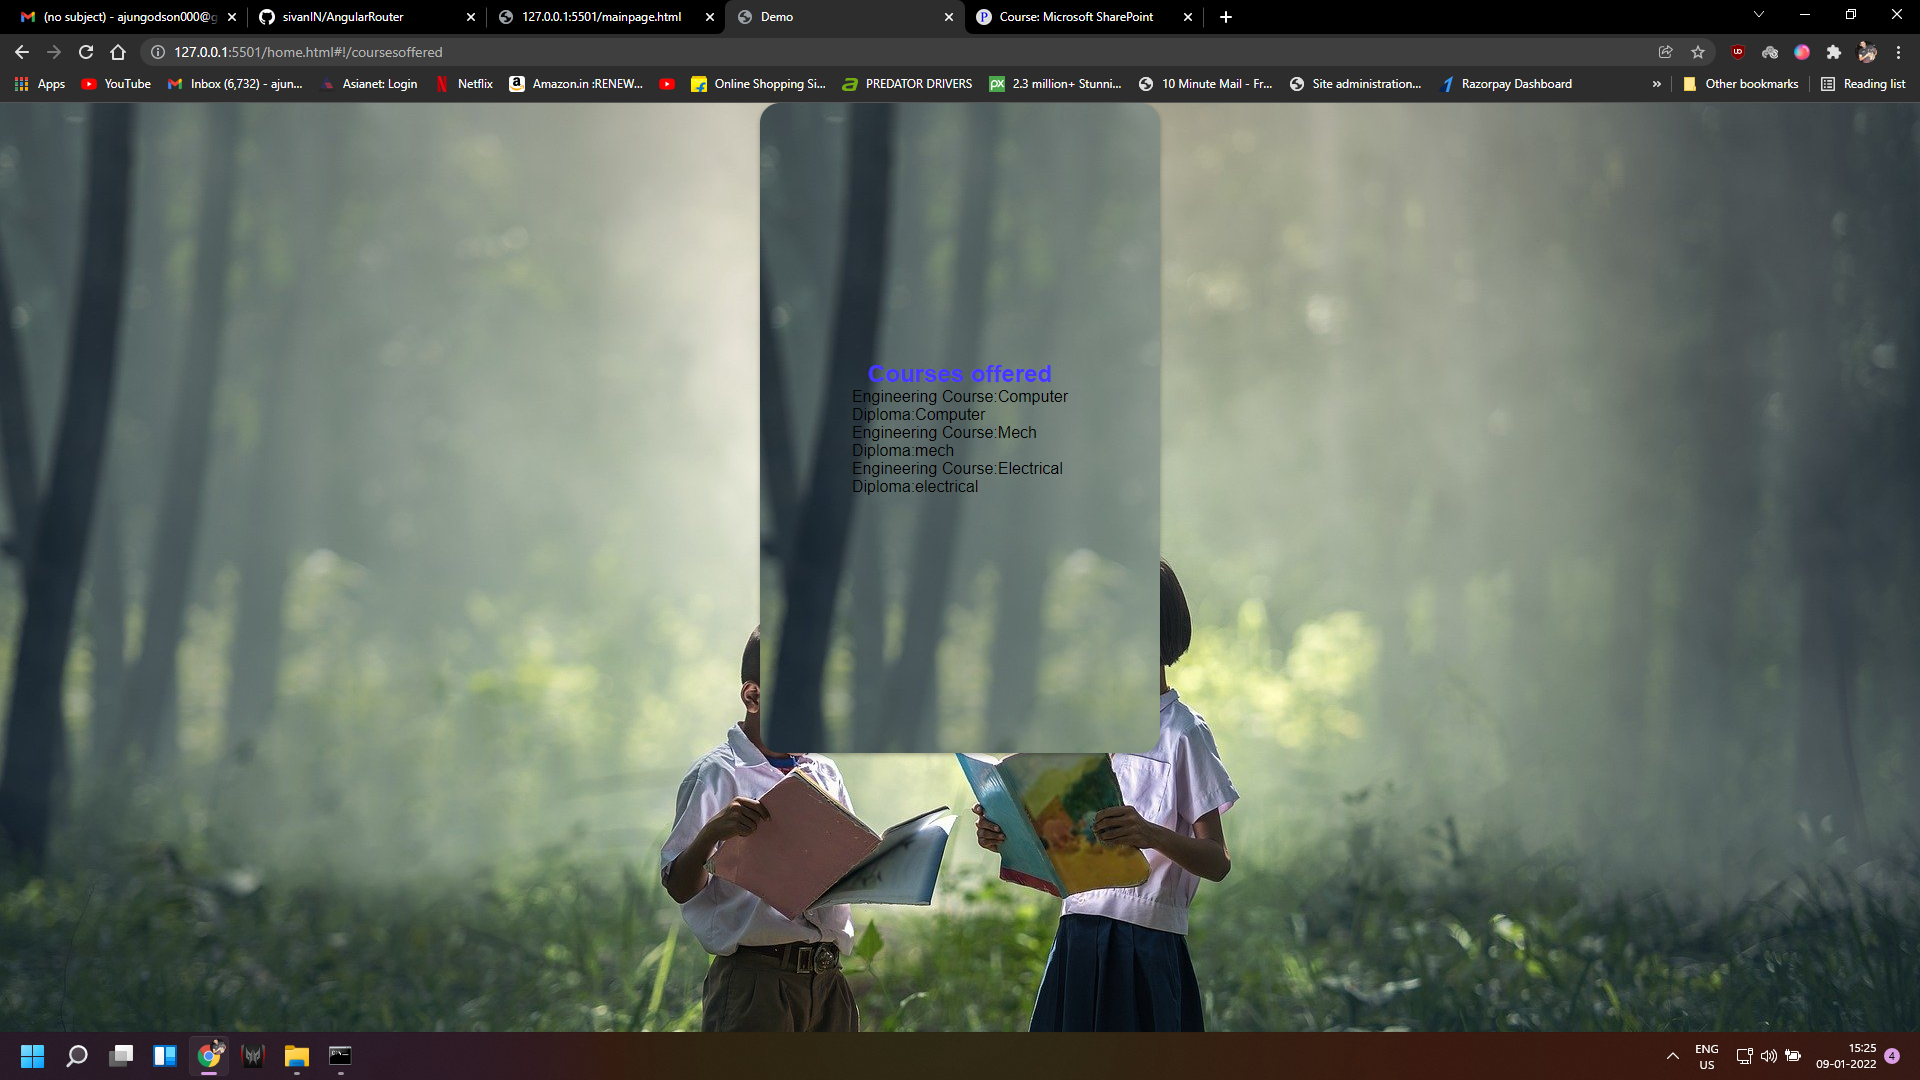 (no subject) - ajungodson000@g
sivanIN/AngularRouter
127.0.0.1:5501/mainpage.html
Demo
Course: Microsoft SharePoint
127.0.0.1:5501/home.html#!/coursesoffered
Apps
YouTube
Inbox (6,732) - ajun...
Asianet: Login
Netflix
Amazon.in :RENEW...
Online Shopping Si...
PREDATOR DRIVERS
2.3 million+ Stunni...
10 Minute Mail - Fr...
Site administration...
Razorpay Dashboard
»
Other bookmarks
Reading list
Courses offered
Engineering Course:Computer
Diploma:Computer
Engineering Course:Mech
Diploma:mech
Engineering Course:Electrical
Diploma:electrical
ENG
US
15:25
09-01-2022
4